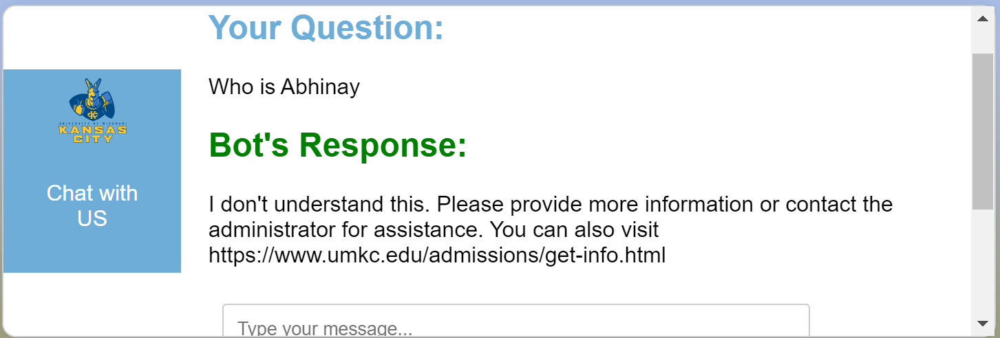 Your Question:
Who is Abhinay
UNIVERSITY OF MISSOURI
KANSAS
CITY
Chat with
US
Bot's Response:
I don't understand this. Please provide more information or contact the
administrator for assistance. You can also visit
https://www.umkc.edu/admissions/get-info.html
Type your message...